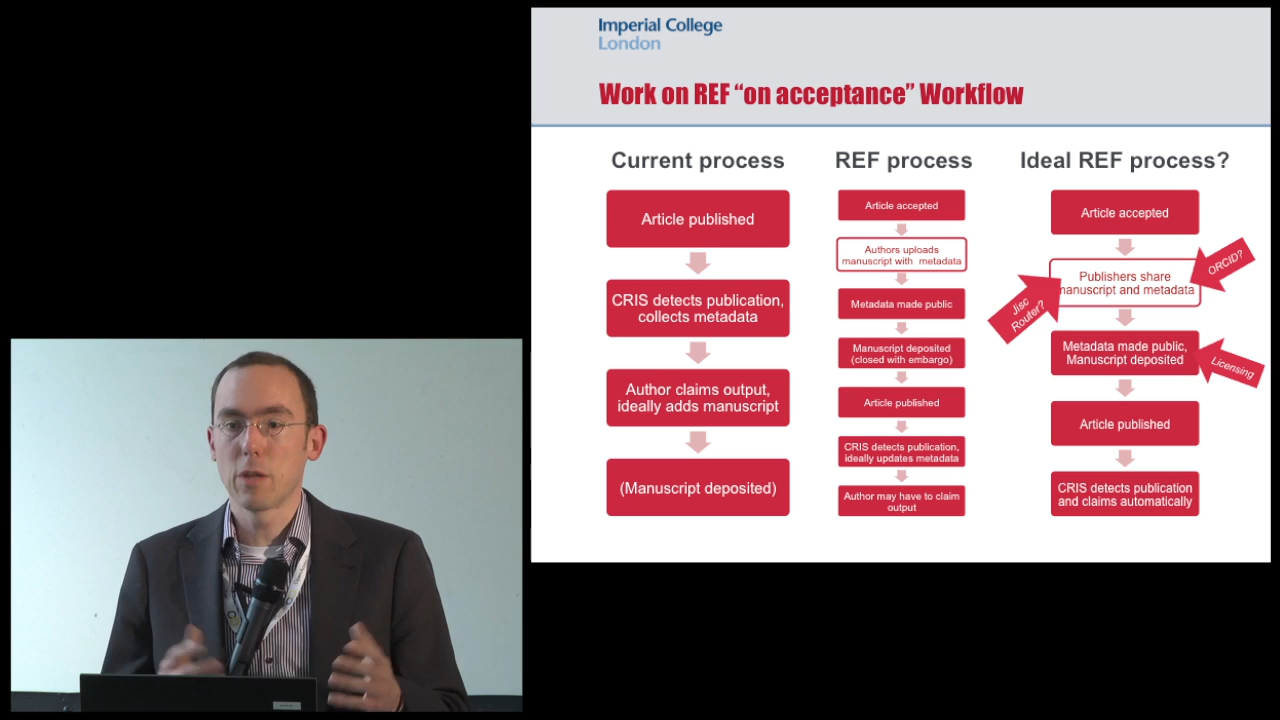 Imperial College
London
Work on REF “on acceptance” Workflow
Current process
Article published
CRIS detects publication,
collects metadata
Author claims output,
ideally adds manuscript
(Manuscript deposited)
REF process
Article accepted
Authors uploads
manuscript with metadata
Metadata made public
Manuscript deposited
(closed with embargo)
Article published
CRIS detects publication,
ideally updates metadata
Author may have to claim
output
Ideal REF process?
Article accepted
Publishers share
manuscript and metadata
ORCID?
Jisc
Router?
Metadata made public,
Manuscript deposited
Licensing
Article published
CRIS detects publication
and claims automatically